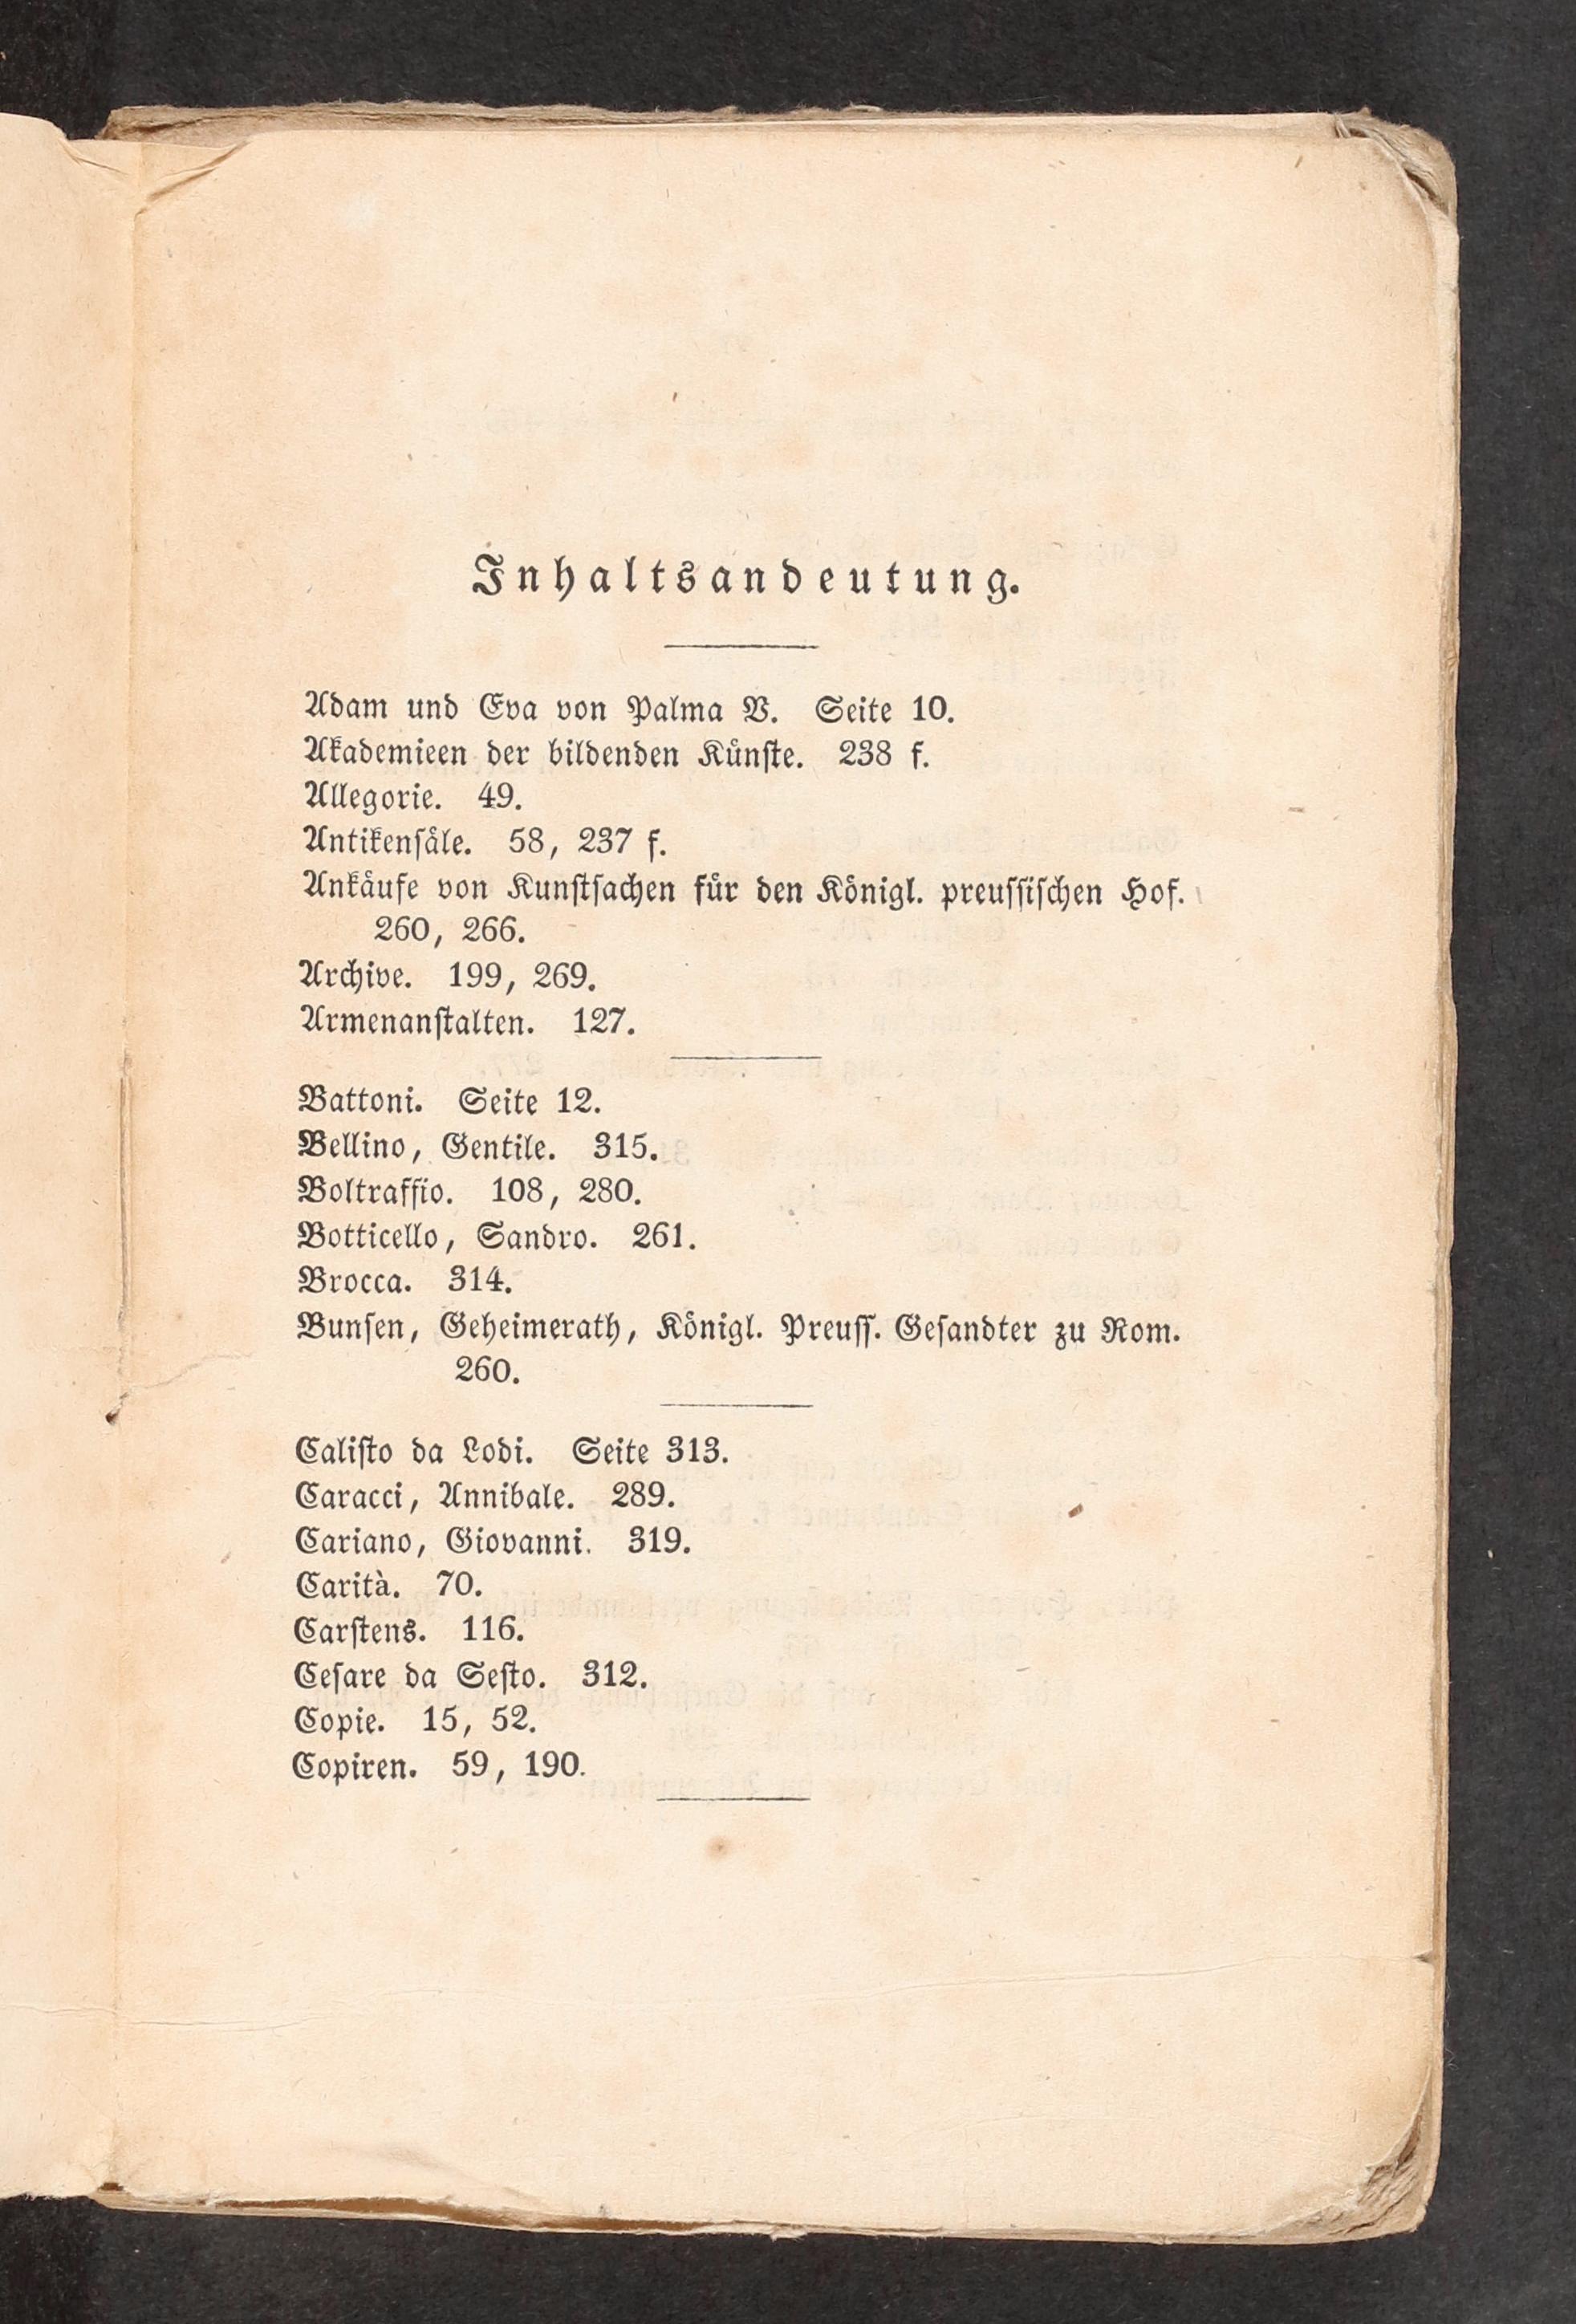 Inhaltsandeutung.
Adam und Eva von Palma V. Seite 10.
Akademieen der bildenden Künste. 238 f.
Allegorie. 49.
Antikensäle. 58, 237 f.
Ankäufe von Kunstsachen für den Königl. preussischen Hof.
260, 266.
Archive. 199, 269.
Armenanstalten. 127.
Battoni. Seite 12.
Bellino, Gentile. 315.
Boltraffio. 108, 280.
Botticello, Sandro. 261.
Brocca. 314.
Bunsen, Geheimerath, Königl. Preuss. Gesandter zu Rom.
260.
Calisto da Lodi. Seite 313.
Caracci, Annibale. 289.
Cariano, Giovanni. 319.
Carità. 70.
Carstens. 116.
Cesare da Sesto. 312.
Copie. 15, 52.
Copiren. 59, 190.